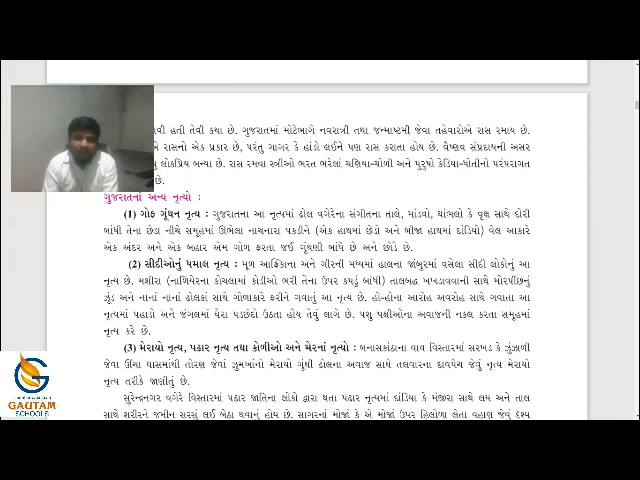 ાવી હતી તેવી કથા છે. ગુજરાતમાં મોટેભાગે નવરાત્રી તથા જન્માષ્ટમી જેવા તહેવારોએ રાસ રમાય છે.
એ રાસનો એક પ્રકાર છે, પરંતુ ગાગર કે હાંડો લઈને પણ રાસ કરાતા હોય છે. વૈષ્ણવ સંપ્રદાયની અસર
લોકપ્રિય બન્યા છે. રાસ રમવા સ્ત્રીઓ ભરત ભરેલાં ચણિયા-ચોળી અને પુરુષો કેડિયા-ધોતીનો પરંપરાગત
છે.
ગુજરાતનાં અન્ય નૃત્યો :
(1) ગોફ ગૂંથન નૃત્ય : ગુજરાતના આ નૃત્યમાં ઢોલ વગેરેના સંગીતના તાલે, માંડવો, થાંભલો કે વૃક્ષ સાથે દોરી
બાંધી તેના છેડા નીચે સમૂહમાં ઊભેલા નાચનારા પકડીને (એક હાથમાં છેડો અને બીજા હાથમાં દાંડિયો) વેલ આકારે
એક અંદર અને એક બહાર એમ ગોળ ફરતા જઈ ગૂંથણી બાંધે છે અને છોડે છે.
(2) સીદીઓનું ધમાલ નૃત્ય : મૂળ આફ્રિકાના અને ગીરની મધ્યમાં હાલના જાંબુરમાં વસેલા સીદી લોકોનું આ
નૃત્ય છે. મશીરા (નાળિયેરના કોચલામાં કોડીઓ ભરી તેના ઉપર કપડું બાંધી) તાલબદ્ધ ખખડાવવાની સાથે મોરપીંછનું
ઝુંડ અને નાનાં નાનાં ઢોલકાં સાથે ગોળાકારે ફરીને ગવાતું આ નૃત્ય છે. હો-હોના આરોહ અવરોહ સાથે ગવાતા આ
નૃત્યમાં પહાડો અને જંગલમાં ઘેરા પડછંદો ઉઠતા હોય તેવું લાગે છે. પશુ પક્ષીઓના અવાજની નકલ કરતા સમૂહમાં
નૃત્ય કરે છે.
(3) મેરાયો નૃત્ય, પઢાર નૃત્ય તથા કોળીઓ અને મેરનાં નૃત્યો : બનાસકાંઠાના વાવ વિસ્તારમાં સરખડ કે ઝુંઝાળી
જેવા ઊંચા ઘાસમાંથી તોરણ જેવાં ઝુમખાંનો મેરાયો ગૂંથી ઢોલના અવાજ સાથે તલવારના દાવપેચ જેવું નૃત્ય મેરાયો
નૃત્ય તરીકે જાણીતું છે.
સુરેન્દ્રનગર વગેરે વિસ્તારમાં પઢાર જાતિના લોકો દ્વારા થતા પઢાર નૃત્યમાં દાંડિયા કે મંજીરા સાથે લય અને તાલ
સાથે શરીરને જમીન સરસું લઈ બેઠા થવાનું હોય છે. સાગરનાં મોજાં કે એ મોજાં ઉપર હિલોળા લેતા વહાણ જેવું દૃશ્ય
GAUTAM
SCHOOLS